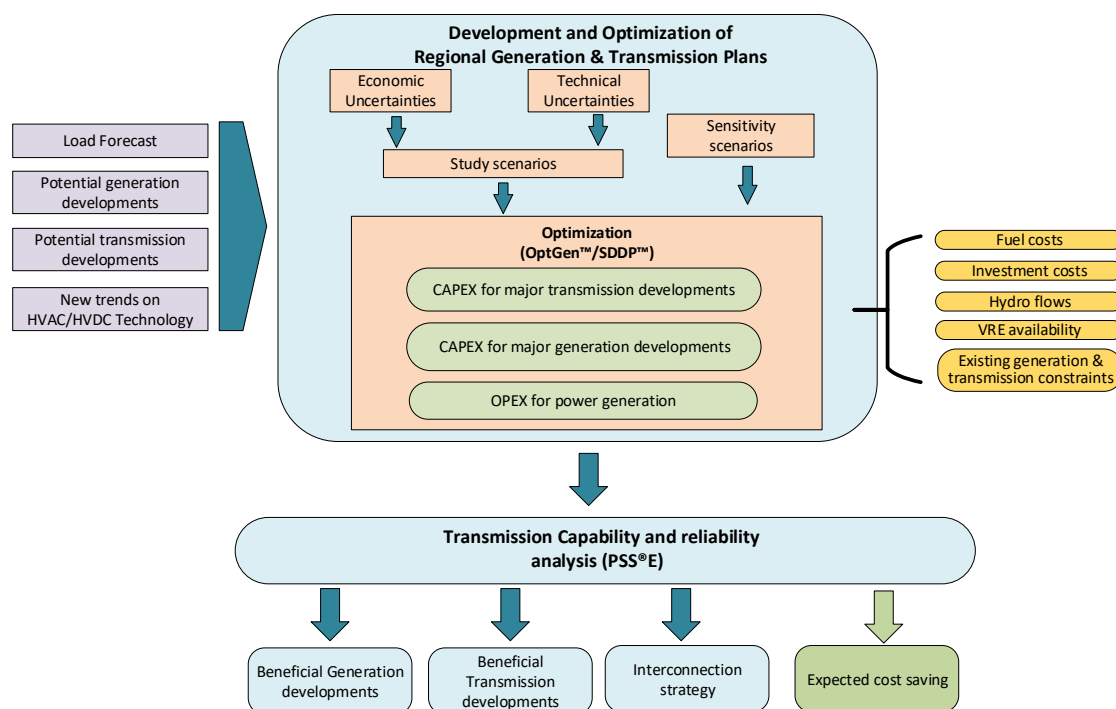 Development and Optimization of
Regional Generation & Transmission Plans
Economic
Uncertainties
Technical
Uncertainties
Sensitivity
scenarios
Study scenarios
Load Forecast
Potential generation
developments
Potential transmission
developments
New trends on
HVAC/HVDC Technology
Optimization
(OptGen™/SDDP™)
CAPEX for major transmission developments
CAPEX for major generation developments
OPEX for power generation
Fuel costs
Investment costs
Hydro flows
VRE availability
Existing generation &
transmission constraints
Transmission Capability and reliability
analysis (PSS®E)
Beneficial Generation
developments
Beneficial
Transmission
developments
Interconnection
strategy
Expected cost saving